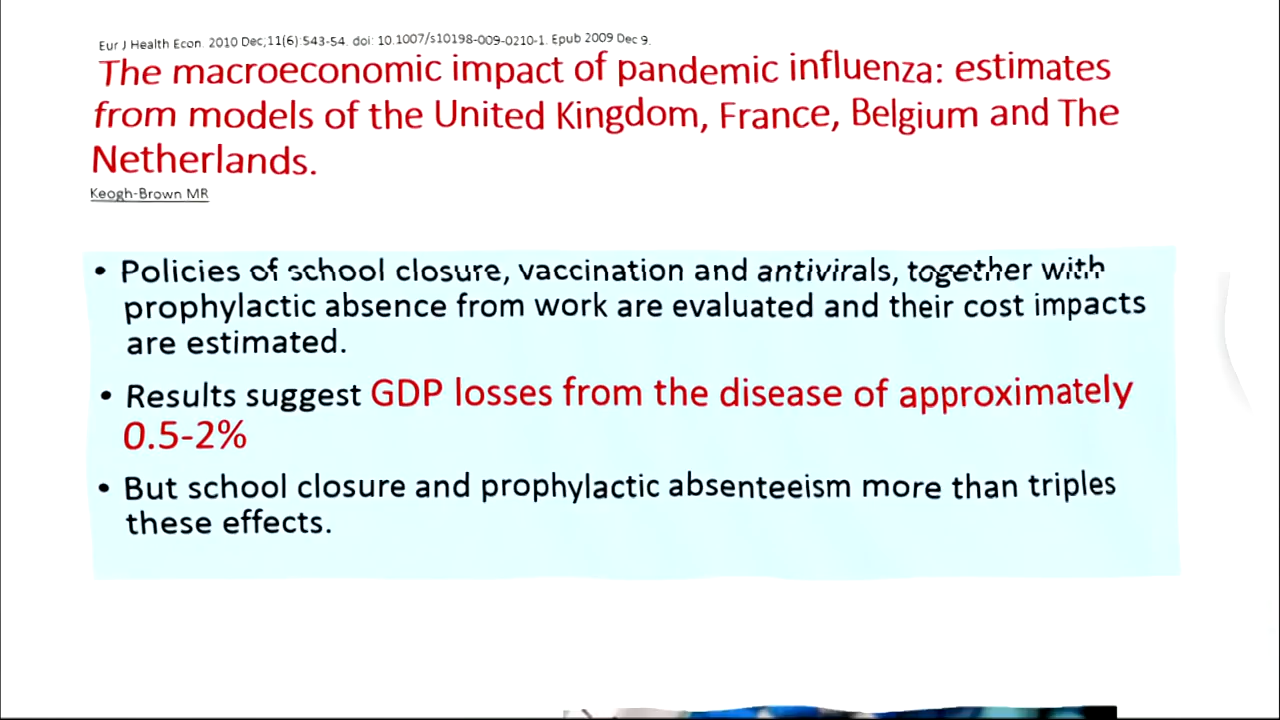 Eur J Health Econ. 2010 Dec;11(6):543-54. doi: 10.1007/s10198-009-0210-1. Epub 2009 Dec 9.
The macroeconomic impact of pandemic influenza: estimates
from models of the United Kingdom, France, Belgium and The
Netherlands.
Keogh-Brown MR
• Policies of school closure, vaccination and antivirals, together with
prophylactic absence from work are evaluated and their cost impacts
are estimated.
• Results suggest GDP losses from the disease of approximately
0.5-2%
• But school closure and prophylactic absenteeism more than triples
these effects.